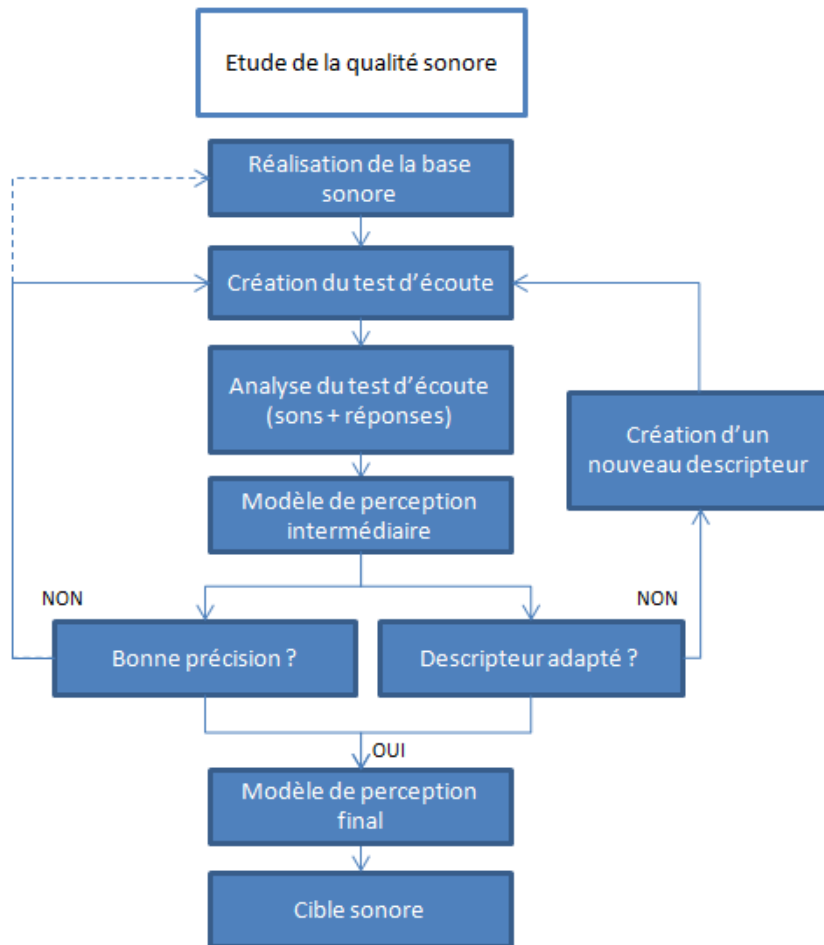 Etude de la qualité sonore
Réalisation de la base
sonore
Création du test d'écoute
Analyse du test d'écoute
(sons + réponses)
Création d'un
nouveau descripteur
Modèle de perception
intermédiaire
NON
NON
Bonne précision ?
Descripteur adapté ?
OUI
Modèle de perception
final
Cible sonore